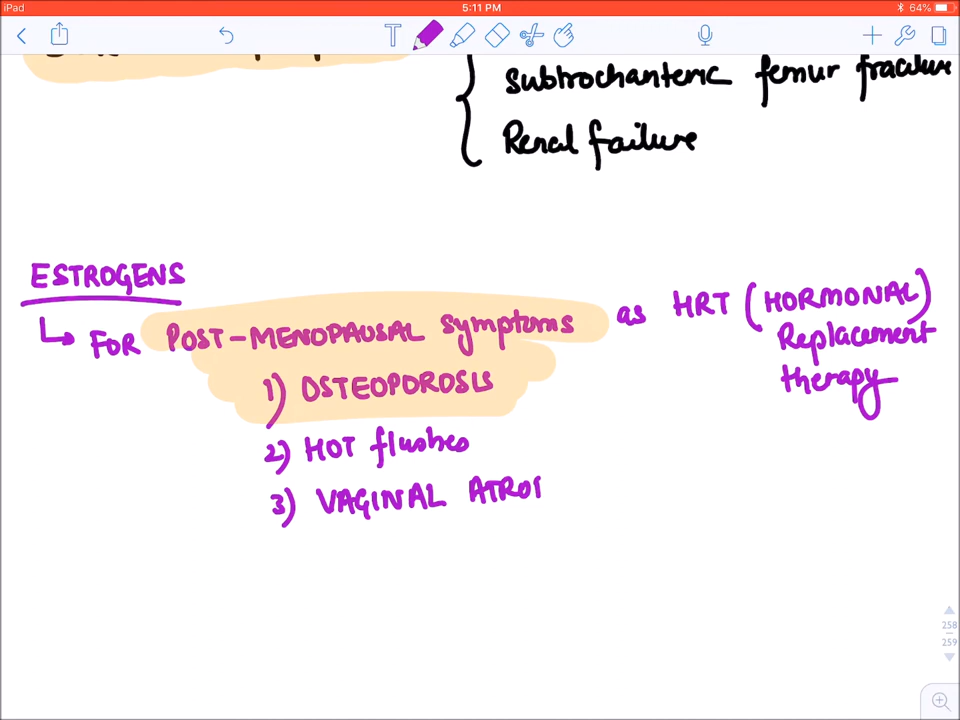 iPad 5:11 PM 64%
T
subtrochanteric femur fracture
Renal failure
ESTROGENS
↳ FOR POST-MENOPAUSAL symptoms as HRT (HORMONAL)
Replacement
therapy
1) OSTEOPOROSIS
2) HOT flushes
3) VAGINAL ATRO
258
259